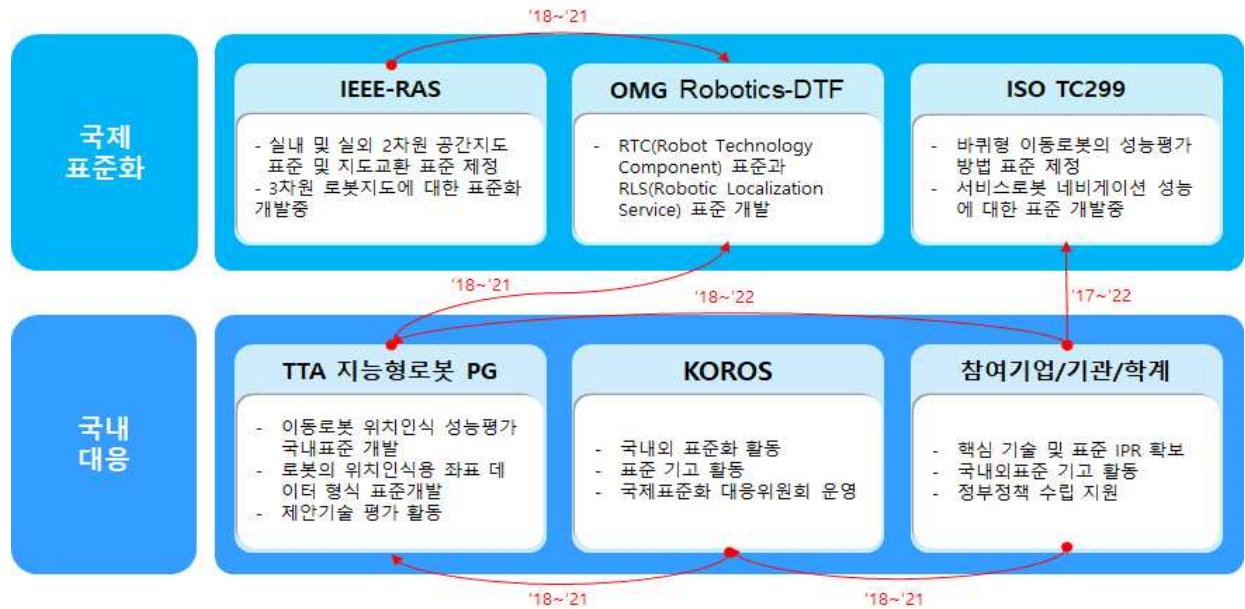 '18~'21
국제
표준화
IEEE-RAS
- 실내 및 실외 2차원 공간지도
표준 및 지도교환 표준 제정
- 3차원 로봇지도에 대한 표준화
개발중
OMG Robotics-DTF
- RTC(Robot Technology
Component) 표준과
RLS(Robotic Localization
Service) 표준 개발
ISO TC299
- 바퀴형 이동로봇의 성능평가
방법 표준 제정
- 서비스로봇 네비게이션 성능
에 대한 표준 개발중
'18~'21
'18~'22
'17~'22
국내
대응
TTA 지능형로봇 PG
- 이동로봇 위치인식 성능평가
국내표준 개발
- 로봇의 위치인식용 좌표 데
이터 형식 표준개발
- 제안기술 평가 활동
KOROS
- 국내외 표준화 활동
- 표준 기고 활동
- 국제표준화 대응위원회 운영
참여기업/기관/학계
- 핵심 기술 및 표준 IPR 확보
- 국내외표준 기고 활동
- 정부정책 수립 지원
'18~'21
'18~'21